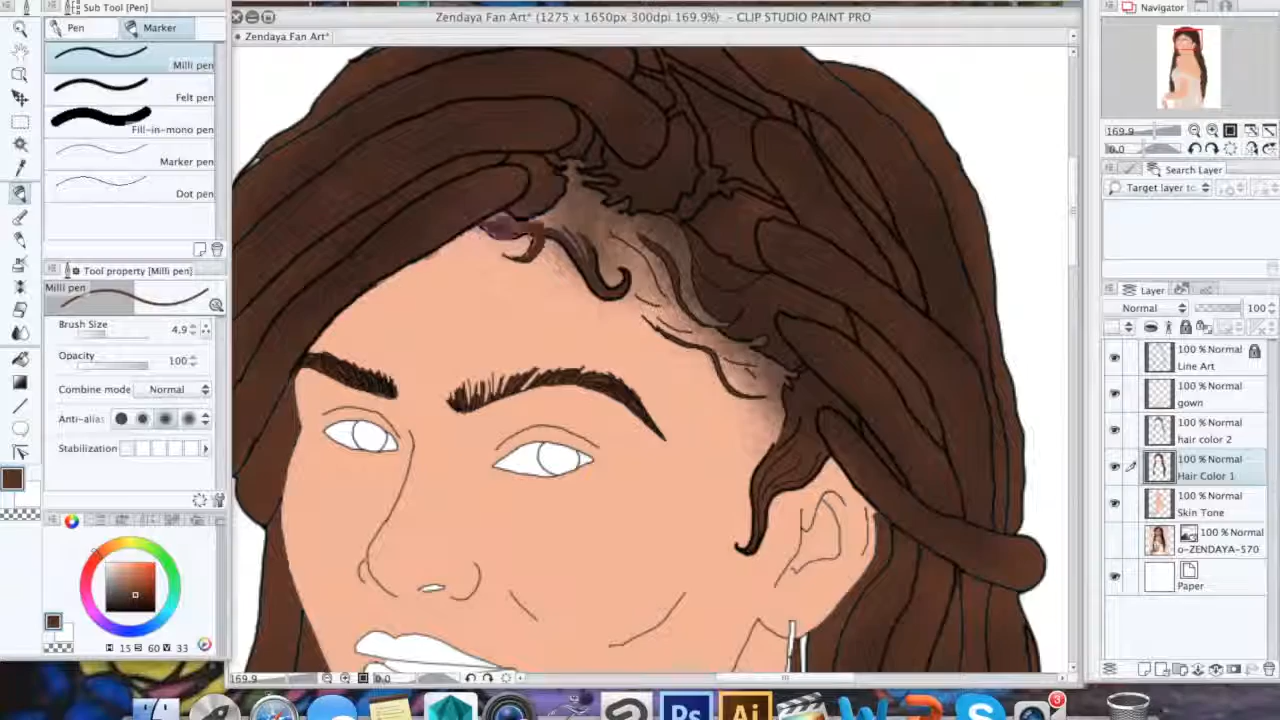 Sub Tool [Pen]
Pen
Marker
Milli pen
Felt pen
Fill-in-mono pen
Marker pen
Dot pen
Tool property [Milli pen]
Milli pen
Brush Size
4.9
Opacity
100
Combine mode
Normal
Anti-alias
Stabilization
H 15 S 60 V 33
Zendaya Fan Art* (1275 x 1650px 300dpi 169.9%) - CLIP STUDIO PAINT PRO
Zendaya Fan Art*
169.9
0.0
Navigator
169.9
0.0
Search Layer
Target layer to
Layer
Normal
100
100 % Normal
Line Art
100 % Normal
gown
100 % Normal
hair color 2
100 % Normal
Hair Color 1
100 % Normal
Skin Tone
100 % Normal
o-ZENDAYA-570
Paper
Ps
Ai
3